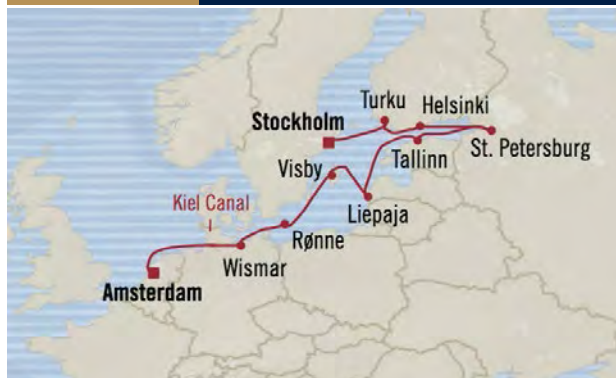 Turku
Helsinki
Stockholm
Tallinn
St. Petersburg
Visby
Kiel Canal
Liepaja
Rønne
Wismar
Amsterdam